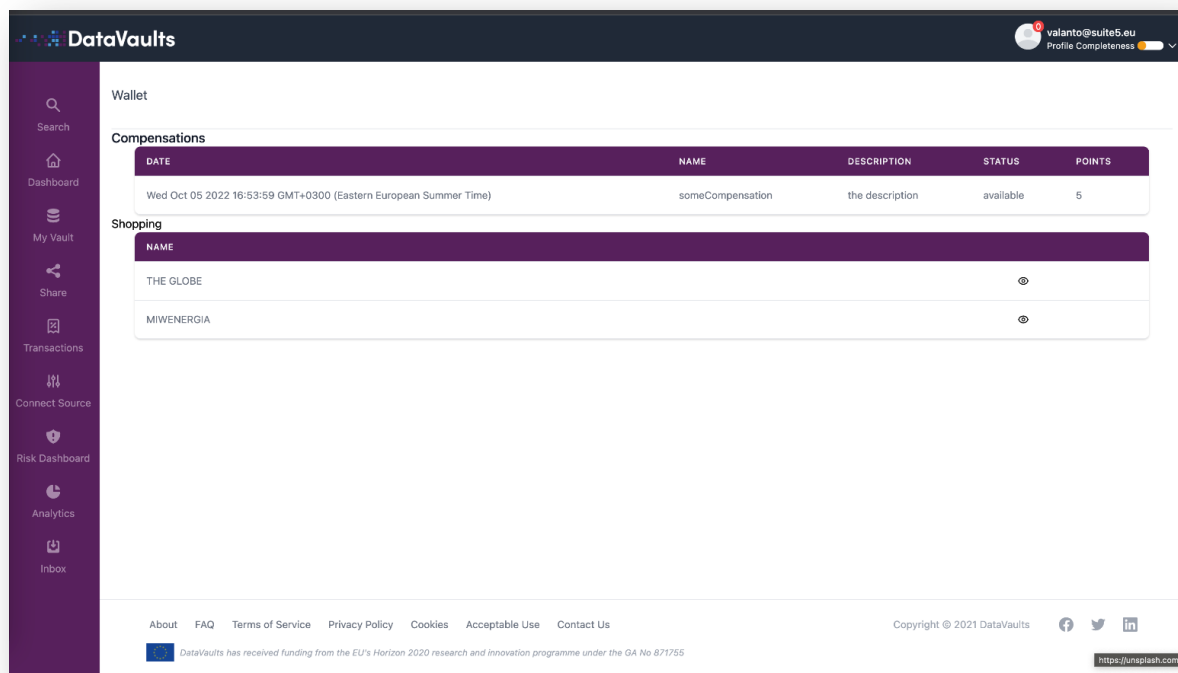 DataVaults
0
valanto@suite5.eu
Profile Completeness
Search
Dashboard
My Vault
Share
Transactions
Connect Source
Risk Dashboard
Analytics
Inbox
Wallet
Compensations
DATE NAME DESCRIPTION STATUS POINTS
Wed Oct 05 2022 16:53:59 GMT+0300 (Eastern European Summer Time) someCompensation the description available 5
Shopping
NAME
THE GLOBE
MIWENERGIA
About FAQ Terms of Service Privacy Policy Cookies Acceptable Use Contact Us Copyright © 2021 DataVaults
DataVaults has received funding from the EU's Horizon 2020 research and innovation programme under the GA No 871755
https://unsplash.com